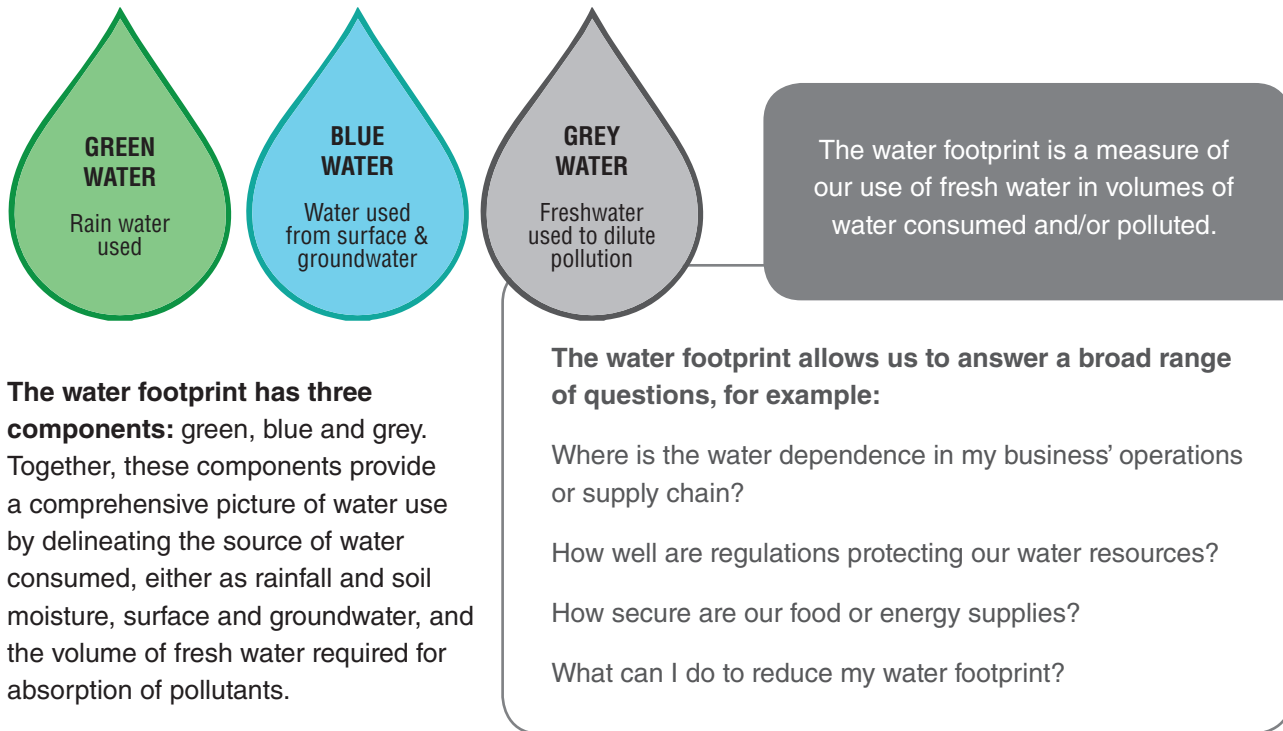 GREEN
WATER
Rain water
used
BLUE
WATER
Water used
from surface &
groundwater
GREY
WATER
Freshwater
used to dilute
pollution
The water footprint is a measure of
our use of fresh water in volumes of
water consumed and/or polluted.
The water footprint has three
components: green, blue and grey.
Together, these components provide
a comprehensive picture of water use
by delineating the source of water
consumed, either as rainfall and soil
moisture, surface and groundwater, and
the volume of fresh water required for
absorption of pollutants.
The water footprint allows us to answer a broad range
of questions, for example:
Where is the water dependence in my business’ operations
or supply chain?
How well are regulations protecting our water resources?
How secure are our food or energy supplies?
What can I do to reduce my water footprint?